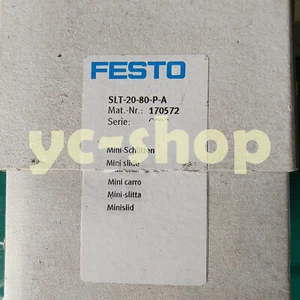 FESTO
SLT-20-80-P-A
Mat.-Nr.: 170572
Serie:
yc-shop
Mini-Schlitten
Mini slide
Mini carro
Mini-slitta
Minislid